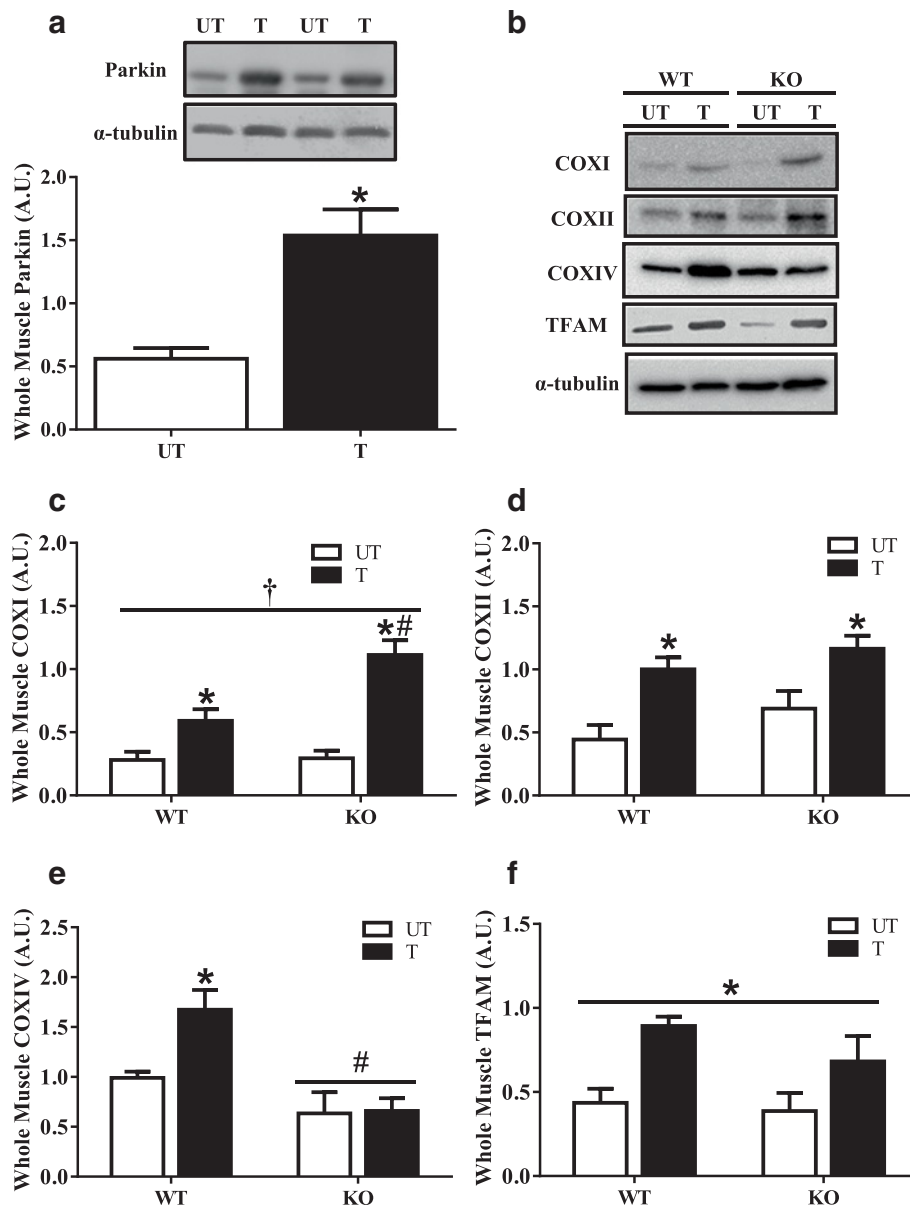 a
UT T UT T
Parkin
α-tubulin
Whole Muscle Parkin (A.U.)
2.0
1.5
1.0
0.5
0.0
*
UT T
b
WT KO
UT T UT T
COXI
COXII
COXIV
TFAM
α-tubulin
c
Whole Muscle COXI (A.U.)
2.0
1.5
1.0
0.5
0.0
UT
T
†
*
*#
WT KO
d
Whole Muscle COXII (A.U.)
2.0
1.5
1.0
0.5
0.0
UT
T
*
*
WT KO
e
Whole Muscle COXIV (A.U.)
2.5
2.0
1.5
1.0
0.5
0.0
UT
T
*
#
WT KO
f
Whole Muscle TFAM (A.U.)
1.5
1.0
0.5
0.0
UT
T
*
WT KO